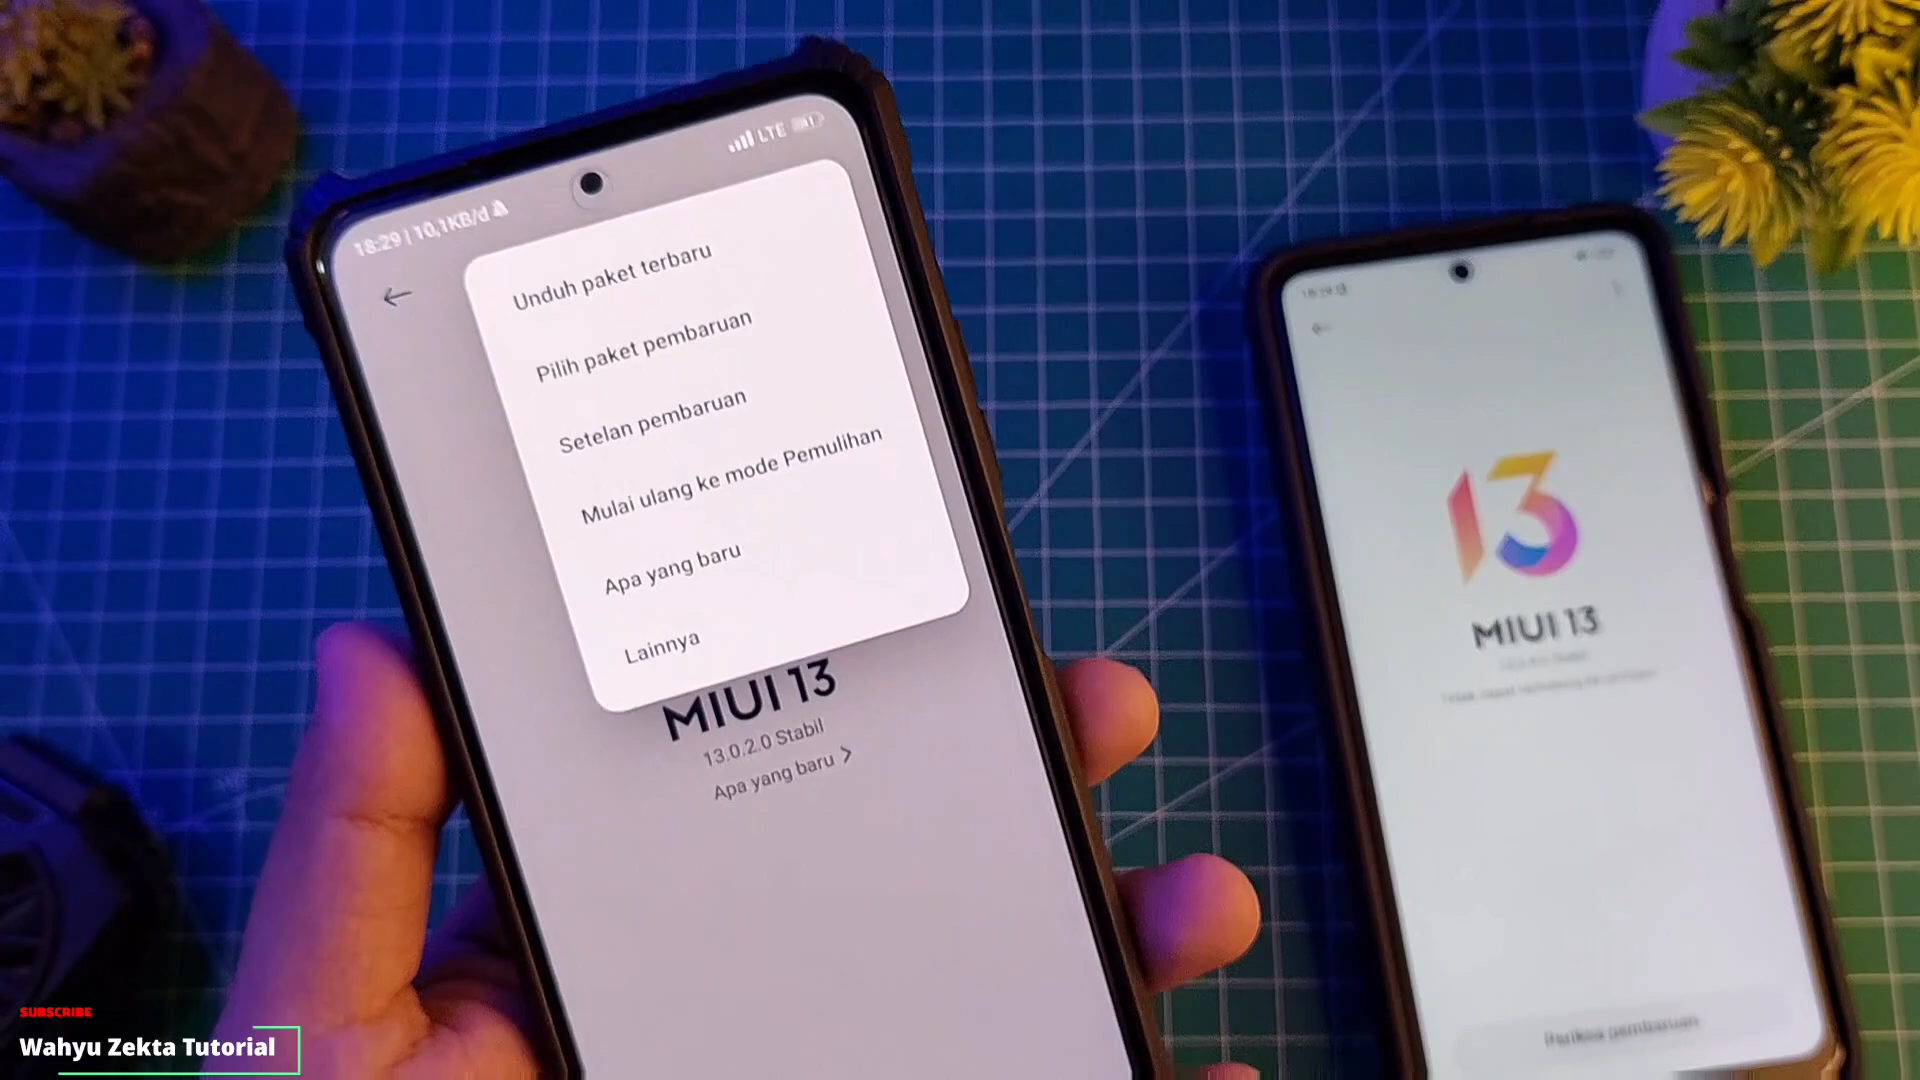 18:29 | 10,1KB/d
LTE
Unduh paket terbaru
Pilih paket pembaruan
Setelan pembaruan
Mulai ulang ke mode Pemulihan
Apa yang baru
Lainnya
MIUI 13
13.0.2.0 Stabil
Apa yang baru >
13
MIUI 13
Periksa pembaruan
SUBSCRIBE
Wahyu Zekta Tutorial